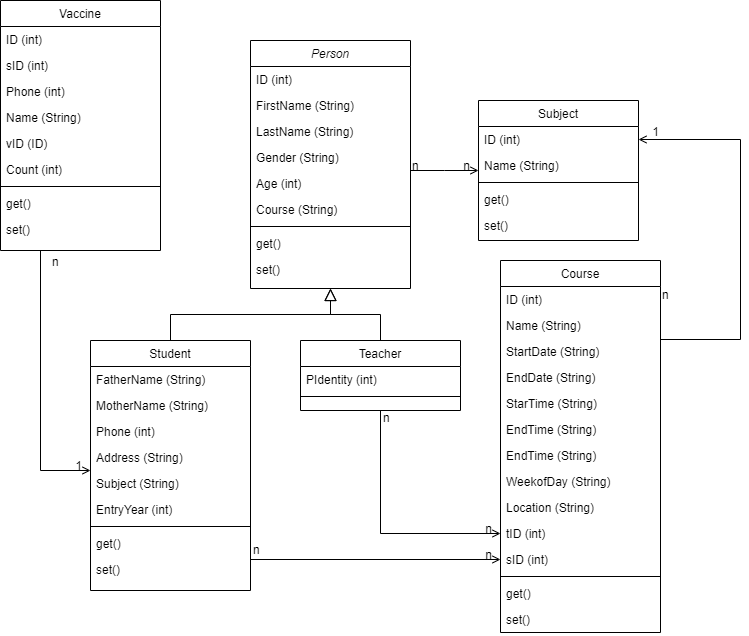 Vaccine
ID (int)
sID (int)
Phone (int)
Name (String)
vID (ID)
Count (int)
get()
set()
n
Person
ID (int)
FirstName (String)
LastName (String)
Gender (String)
Age (int)
Course (String)
get()
set()
n
n
Subject
ID (int)
Name (String)
get()
set()
1
Course
ID (int)
Name (String)
StartDate (String)
EndDate (String)
StarTime (String)
EndTime (String)
EndTime (String)
WeekofDay (String)
Location (String)
tID (int)
sID (int)
get()
set()
n
Student
FatherName (String)
MotherName (String)
Phone (int)
Address (String)
Subject (String)
EntryYear (int)
get()
set()
1
n
n
Teacher
PIdentity (int)
n
n